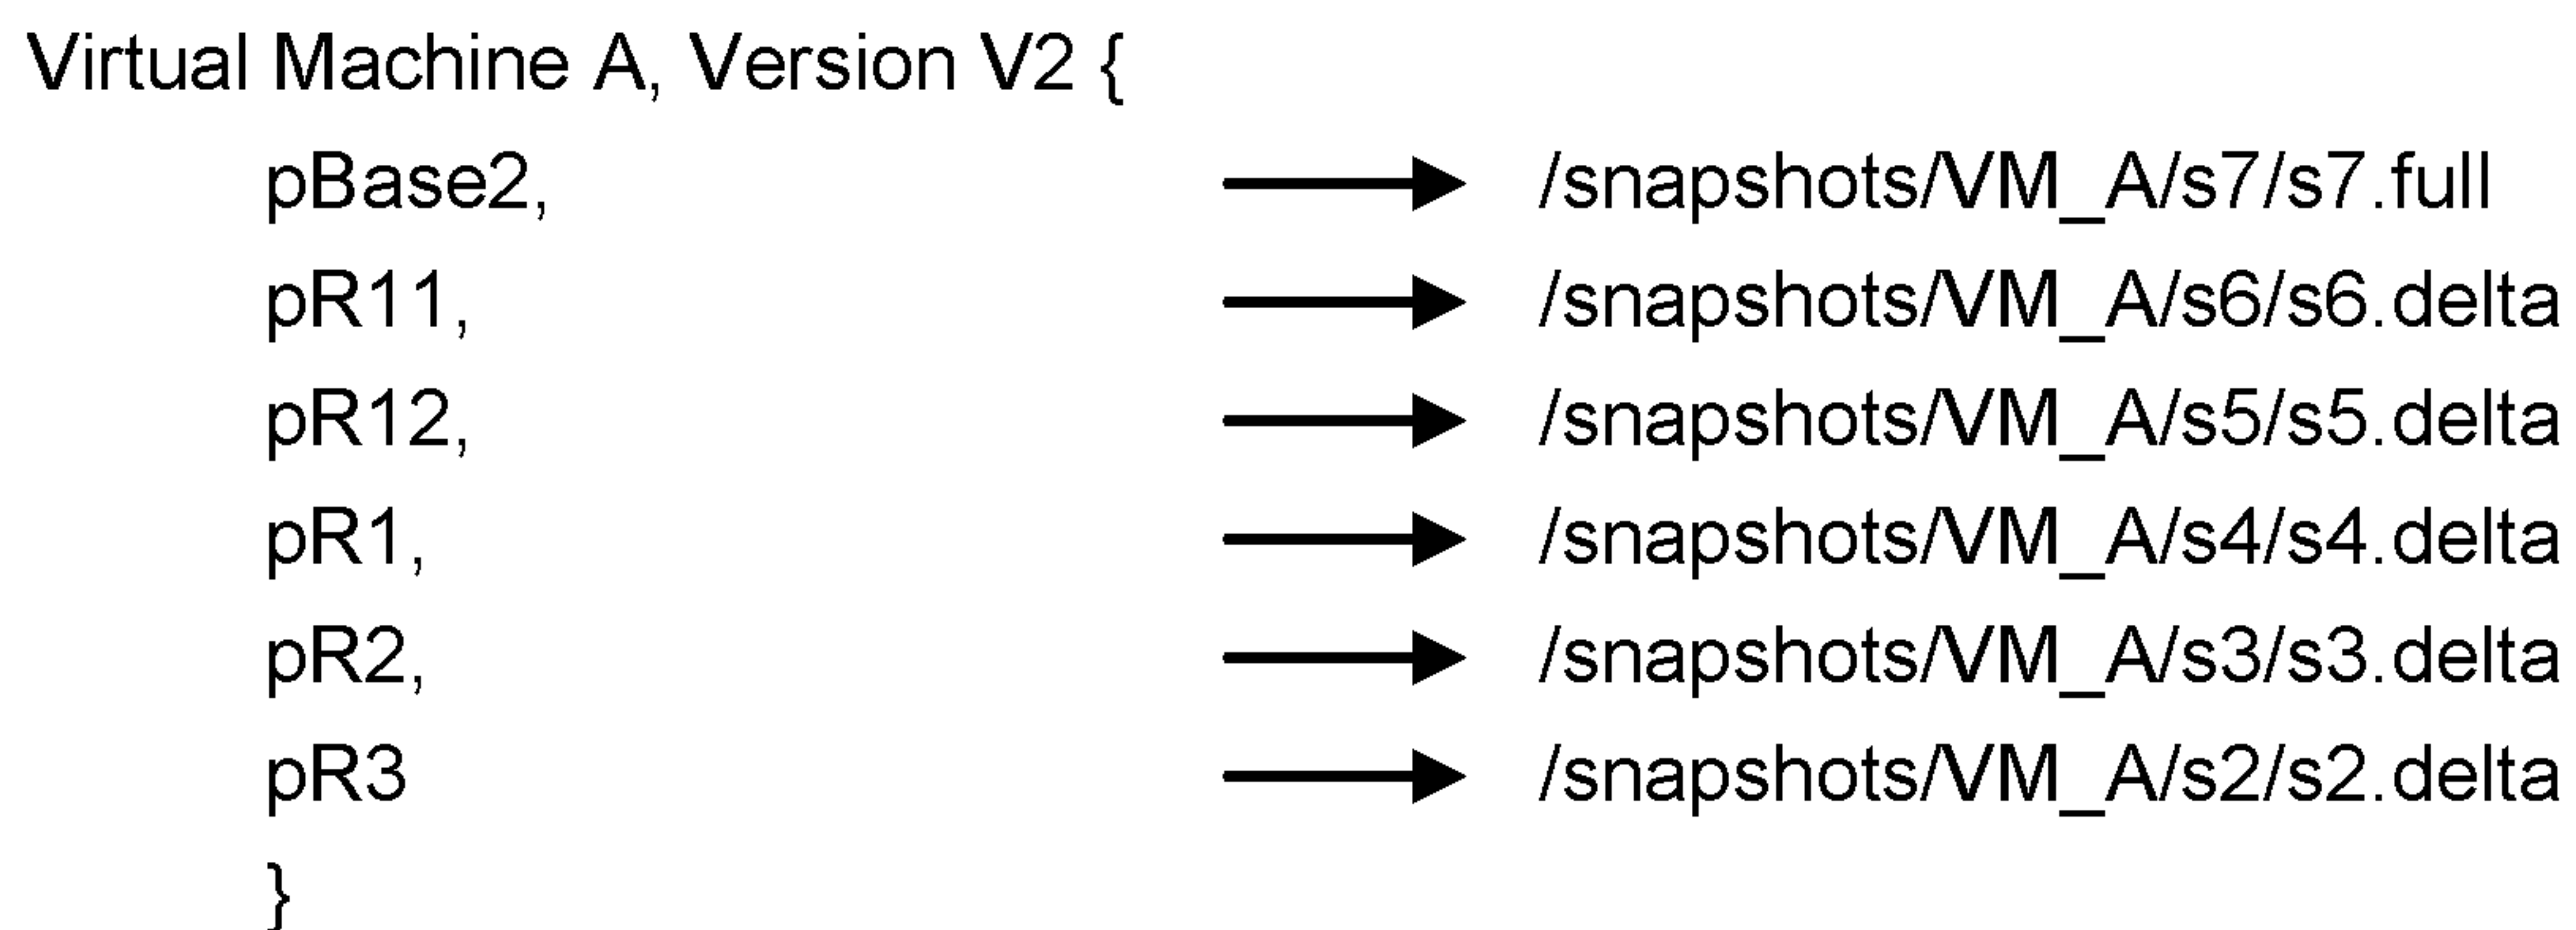 Virtual Machine A, Version V2 {
pBase2, /snapshots/VM_A/s7/s7.full
pR11, /snapshots/VM_A/s6/s6.delta
pR12, /snapshots/VM_A/s5/s5.delta
pR1, /snapshots/VM_A/s4/s4.delta
pR2, /snapshots/VM_A/s3/s3.delta
pR3 /snapshots/VM_A/s2/s2.delta
}